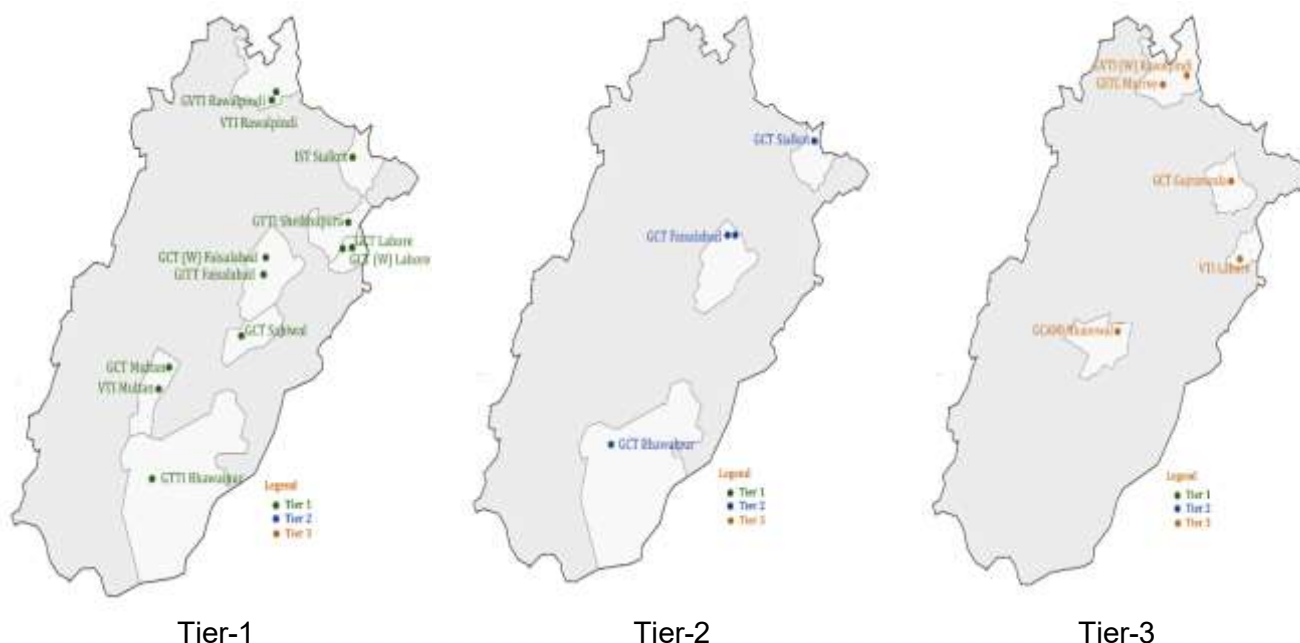 GVTI Rawalpindi
VTI Rawalpindi
IST Sialkot
GTTI Sheikhupura
GCT Lahore
GCT (W) Lahore
GCT (W) Faisalabad
GITT Faisalabad
GCT Sahiwal
GCT Multan
VTI Multan
GTTI Bhawalpur
Legend
Tier 1
Tier 2
Tier 3
Tier-1
GCT Sialkot
GCT Faisalabad
GCT Bhawalpur
Legend
Tier 1
Tier 2
Tier 3
Tier-2
GVTI (W) Rawalpindi
GCT Gujranwala
VTI Lahore
Khanewal
Legend
Tier 1
Tier 2
Tier 3
Tier-3